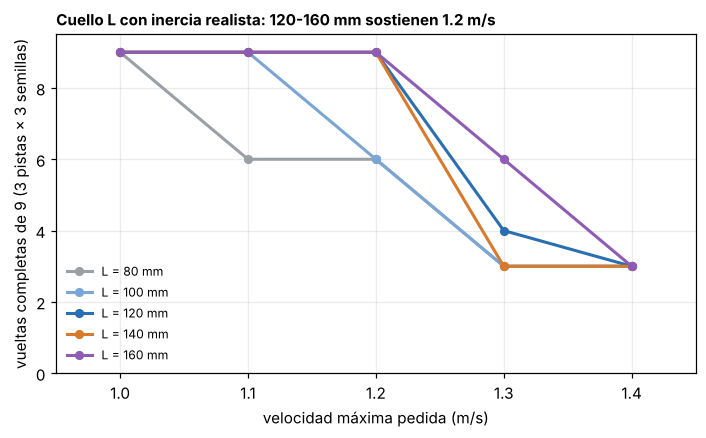 Cuello L con inercia realista: 120-160 mm sostienen 1.2 m/s
vueltas completas de 9 (3 pistas × 3 semillas)
8
6
4
2
0
L = 80 mm
L = 100 mm
L = 120 mm
L = 140 mm
L = 160 mm
1.0 1.1 1.2 1.3 1.4
velocidad máxima pedida (m/s)